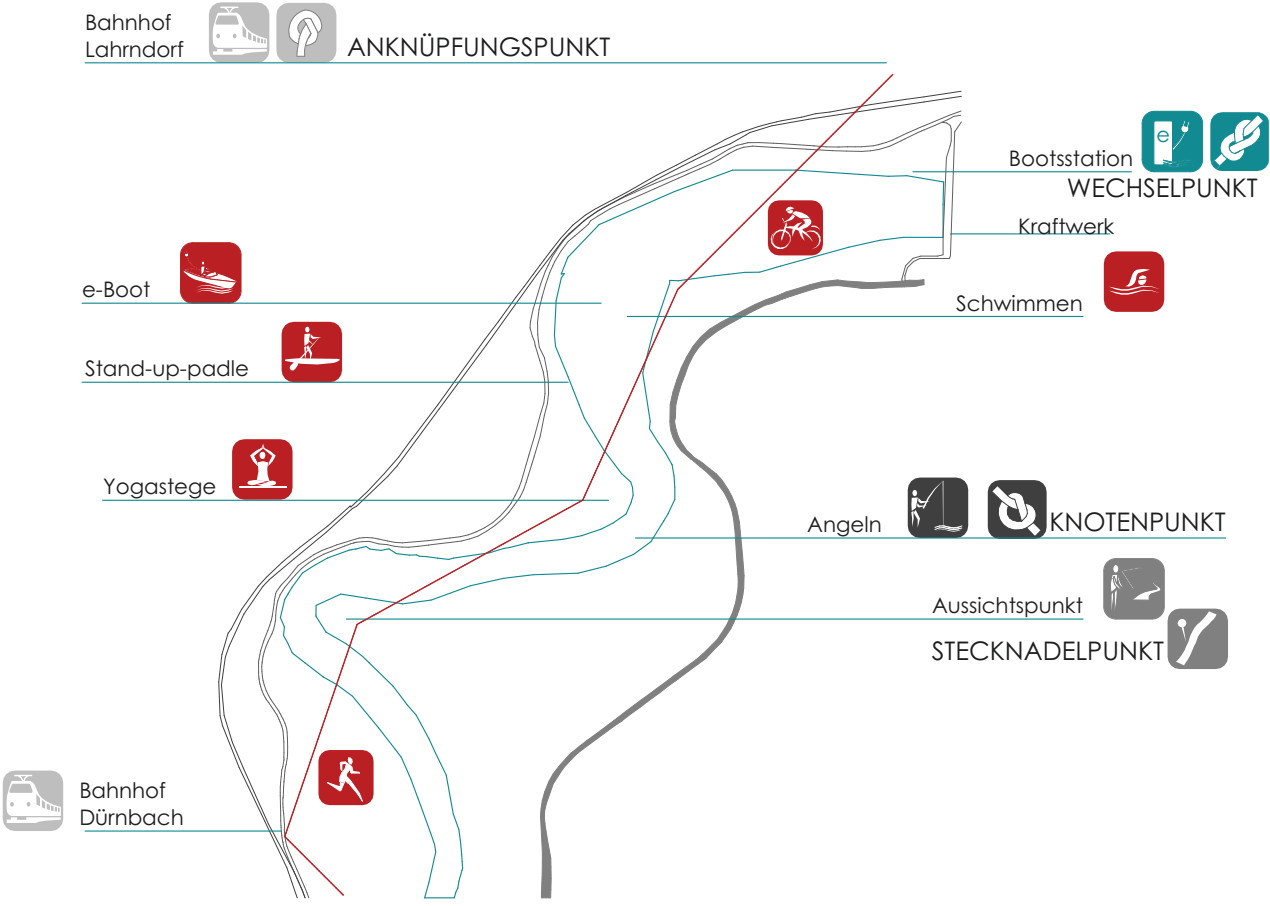 Bahnhof
Lahrndorf
ANKNÜPFUNGSPUNKT
e
Bootsstation
WECHSELPUNKT
Kraftwerk
e-Boot
Schwimmen
Stand-up-padle
Yogastege
Angeln
KNOTENPUNKT
Aussichtspunkt
STECKNADELPUNKT
Bahnhof
Dürnbach